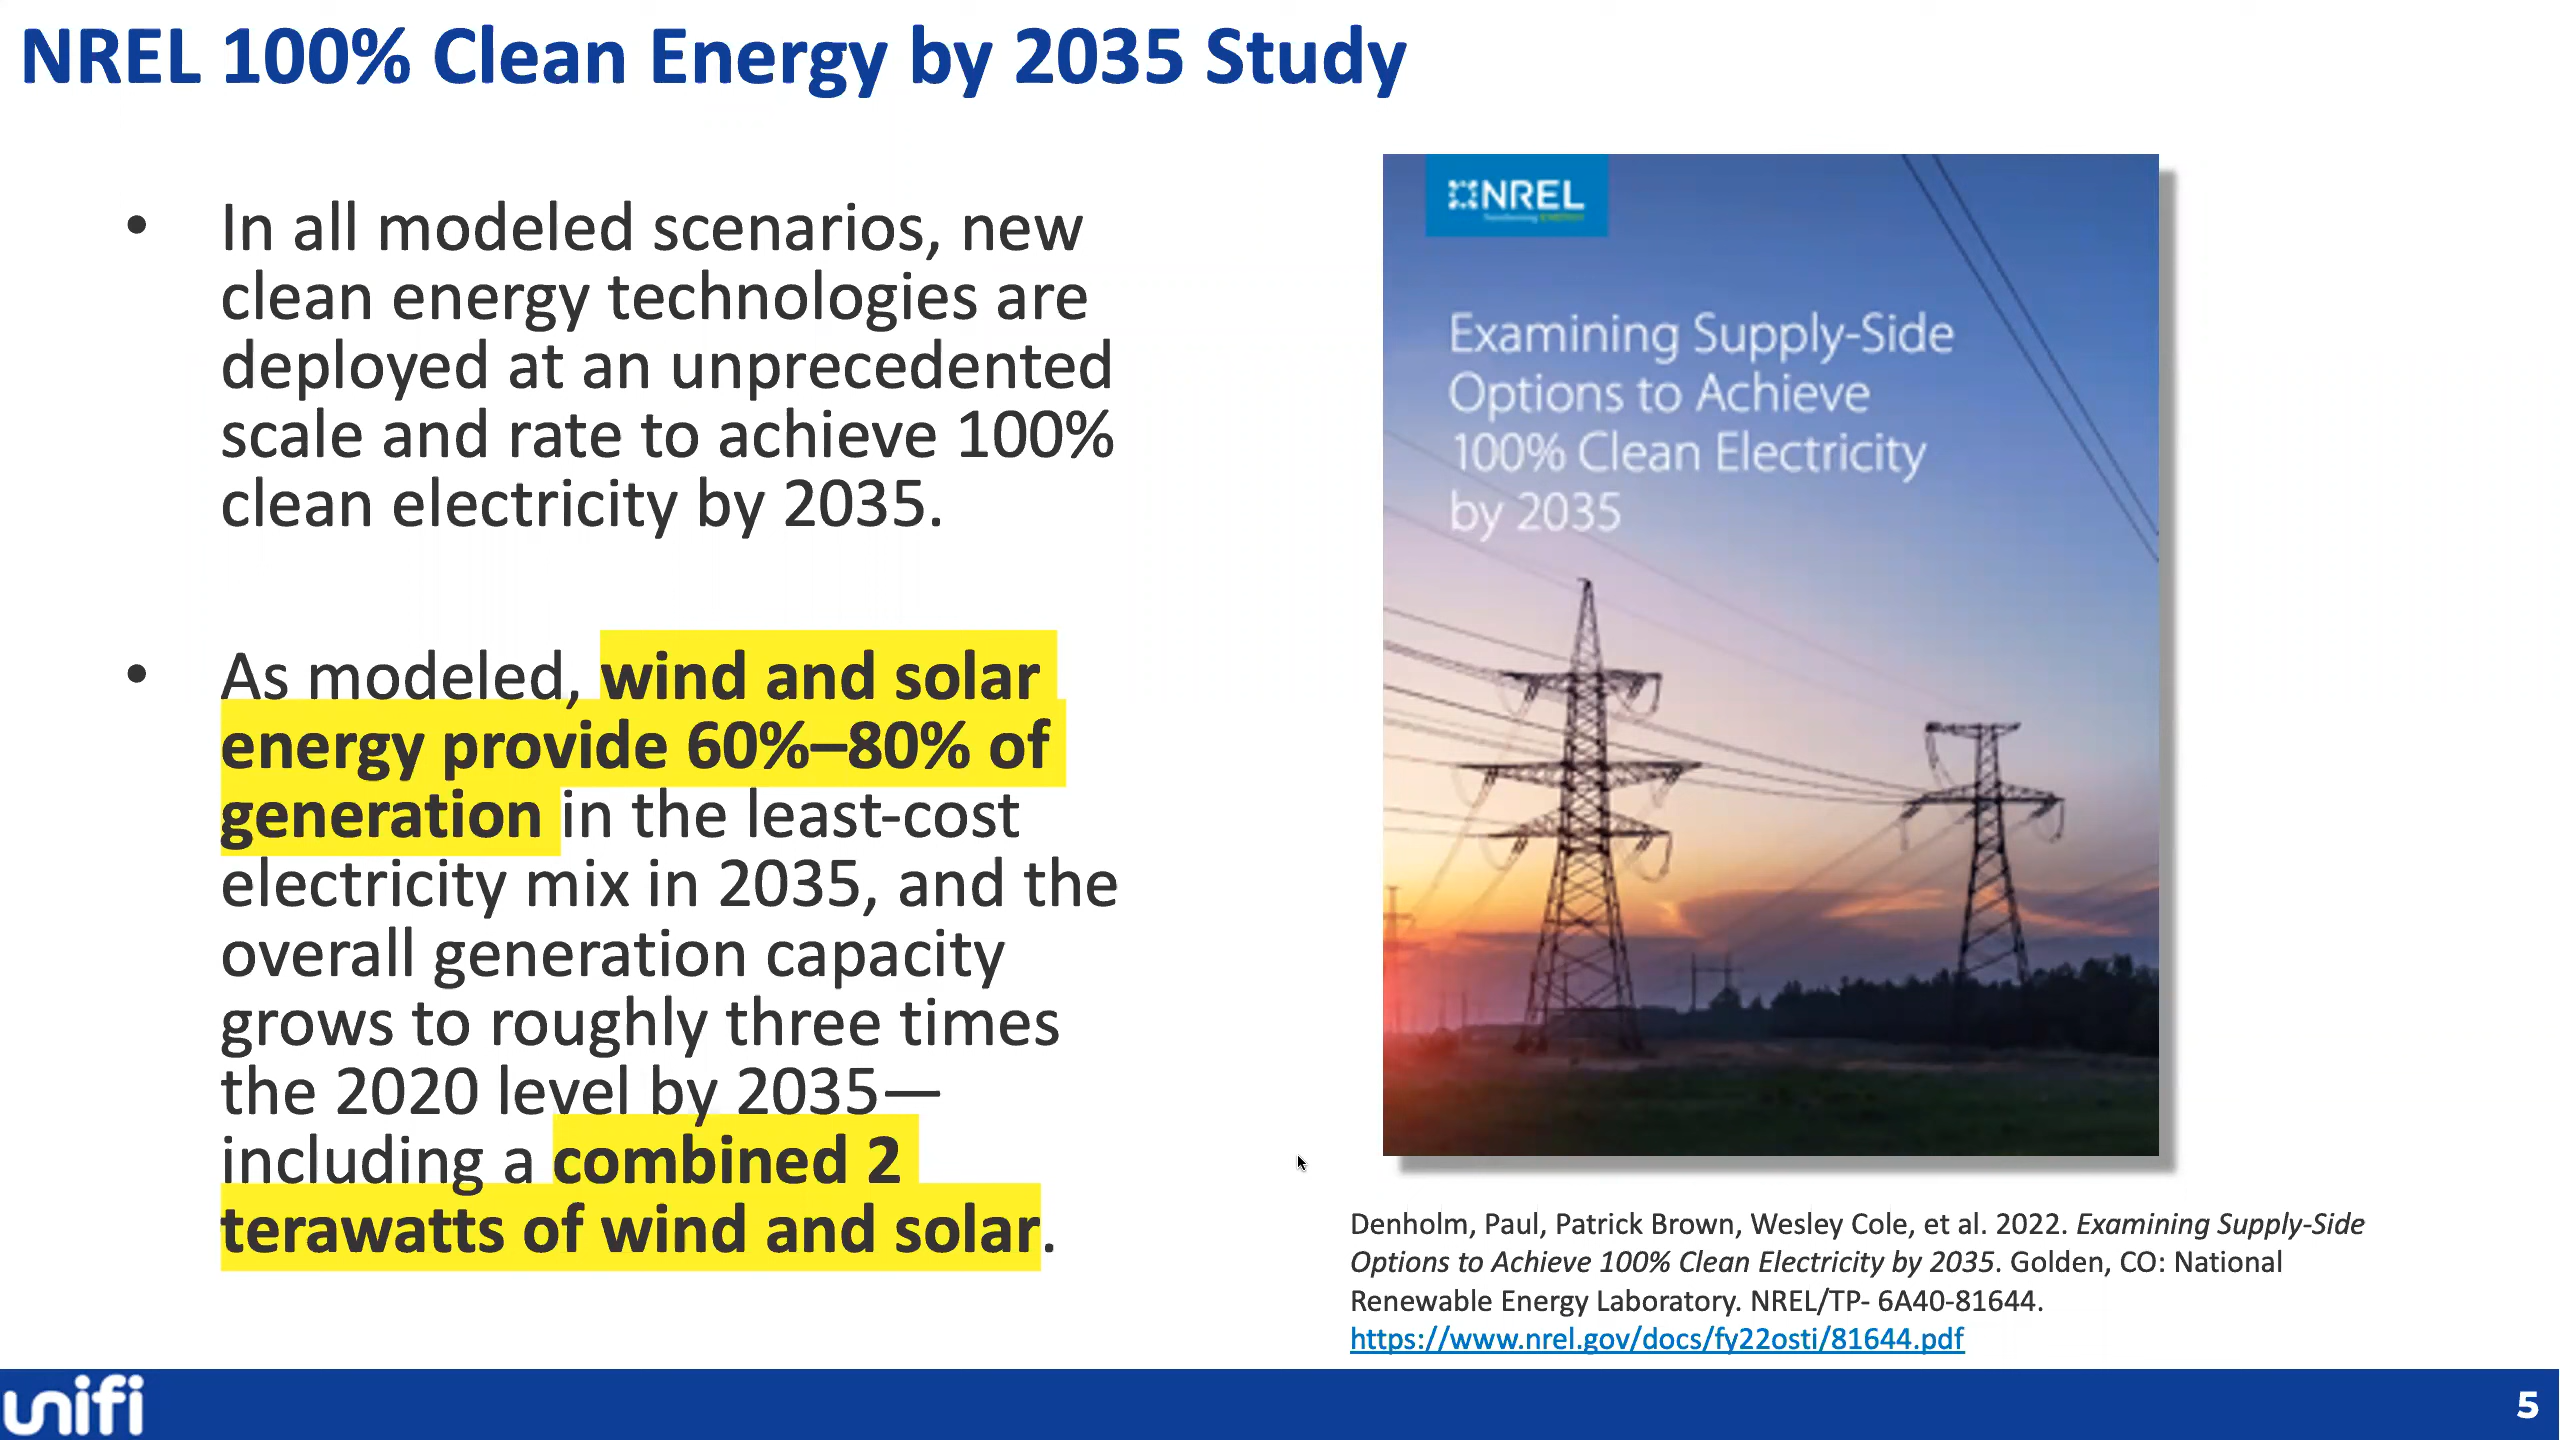 NREL 100% Clean Energy by 2035 Study
• In all modeled scenarios, new
clean energy technologies are
deployed at an unprecedented
scale and rate to achieve 100%
clean electricity by 2035.
• As modeled, wind and solar
energy provide 60%–80% of
generation in the least-cost
electricity mix in 2035, and the
overall generation capacity
grows to roughly three times
the 2020 level by 2035—
including a combined 2
terawatts of wind and solar.
NREL
Examining Supply-Side
Options to Achieve
100% Clean Electricity
by 2035
Denholm, Paul, Patrick Brown, Wesley Cole, et al. 2022. Examining Supply-Side
Options to Achieve 100% Clean Electricity by 2035. Golden, CO: National
Renewable Energy Laboratory. NREL/TP- 6A40-81644.
https://www.nrel.gov/docs/fy22osti/81644.pdf
unifi
5